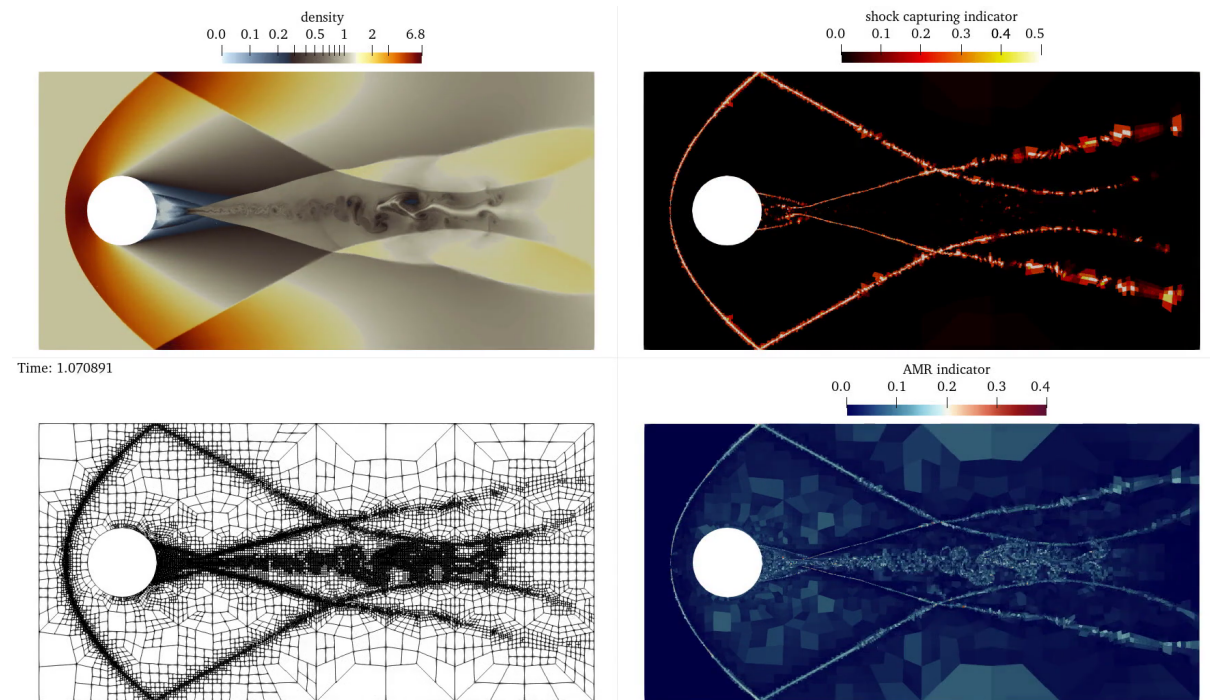 density
0.0 0.1 0.2 0.5 1 2 6.8
shock capturing indicator
0.0 0.1 0.2 0.3 0.4 0.5
Time: 1.070891
AMR indicator
0.0 0.1 0.2 0.3 0.4